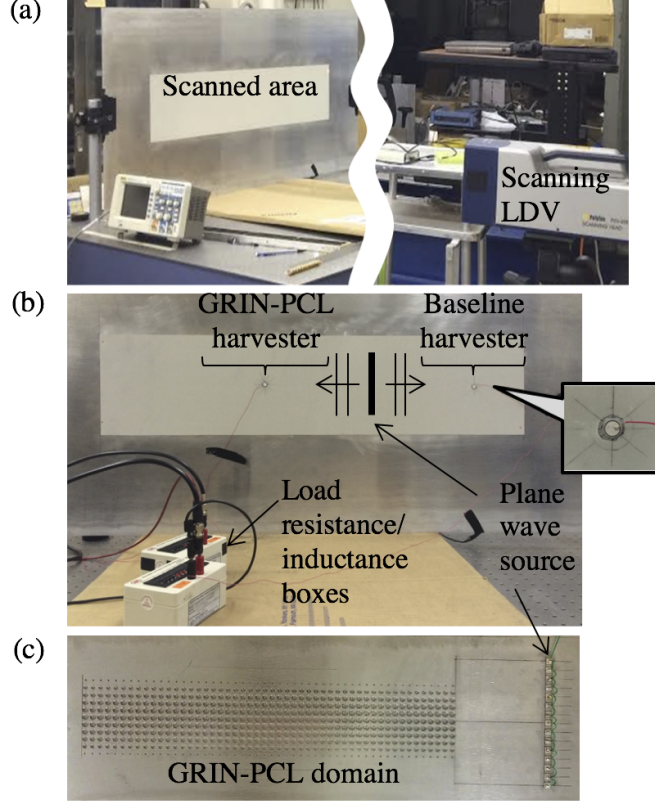 (a)
Scanned area
Scanning
LDV
(b)
GRIN-PCL
harvester
Baseline
harvester
Load
resistance/
inductance
boxes
Plane
wave
source
(c)
GRIN-PCL domain